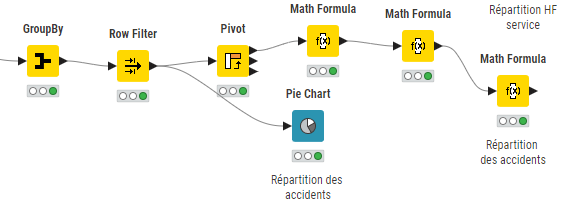 GroupBy
Row Filter
Pivot
Math Formula
Math Formula
Répartition HF
service
Math Formula
f(x)
f(x)
f(x)
Pie Chart
Répartition
des accidents
Répartition des
accidents